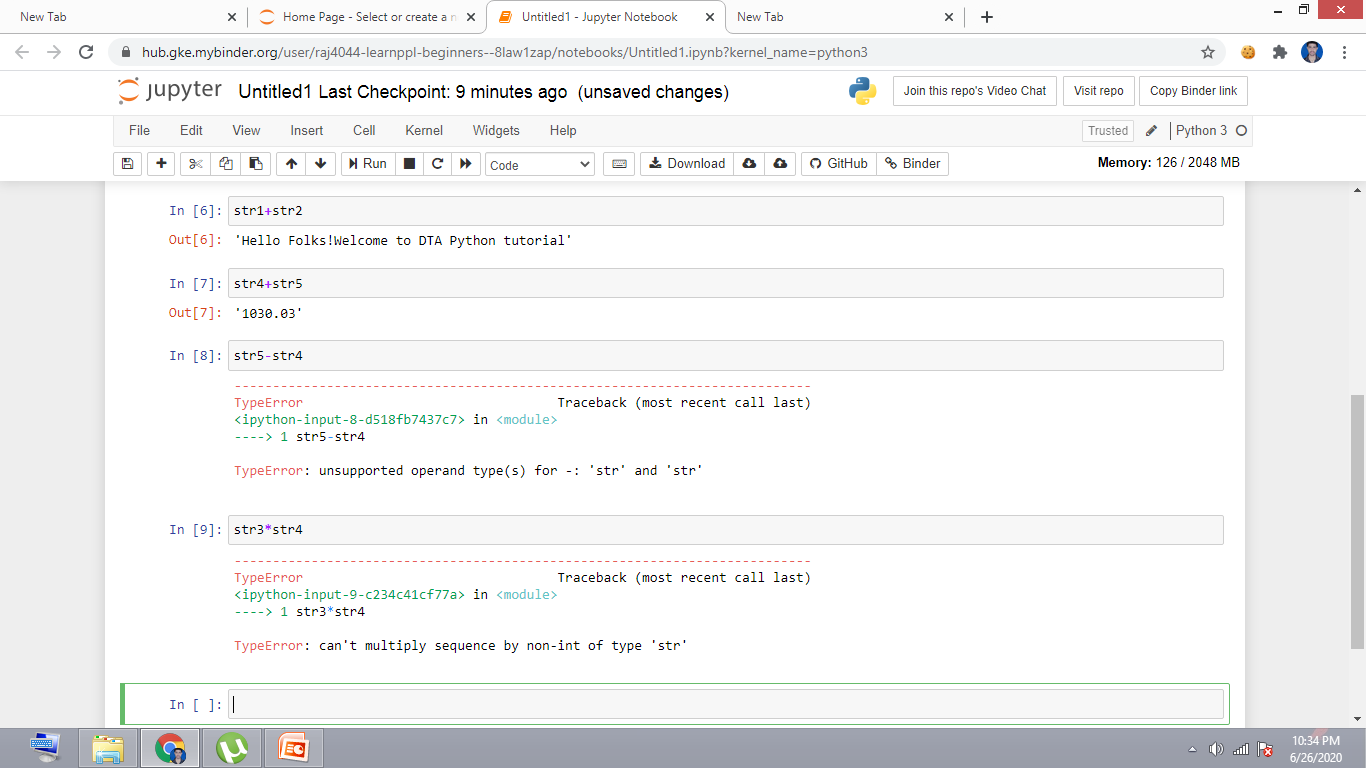 New Tab
Home Page - Select or create a n
Untitled1 - Jupyter Notebook
New Tab
hub.gke.mybinder.org/user/raj4044-learnppl-beginners--8law1zap/notebooks/Untitled1.ipynb?kernel_name=python3
jupyter Untitled1 Last Checkpoint: 9 minutes ago (unsaved changes)
Join this repo's Video Chat
Visit repo
Copy Binder link
File Edit View Insert Cell Kernel Widgets Help
Trusted
Python 3
Run
Code
Download
GitHub
Binder
Memory: 126 / 2048 MB
In [6]: str1+str2
Out[6]: 'Hello Folks!Welcome to DTA Python tutorial'
In [7]: str4+str5
Out[7]: '1030.03'
In [8]: str5-str4
---------------------------------------------------------------------------
TypeError                                 Traceback (most recent call last)
<ipython-input-8-d518fb7437c7> in <module>
----> 1 str5-str4
TypeError: unsupported operand type(s) for -: 'str' and 'str'
In [9]: str3*str4
---------------------------------------------------------------------------
TypeError                                 Traceback (most recent call last)
<ipython-input-9-c234c41cf77a> in <module>
----> 1 str3*str4
TypeError: can't multiply sequence by non-int of type 'str'
In [ ]:
10:34 PM
6/26/2020